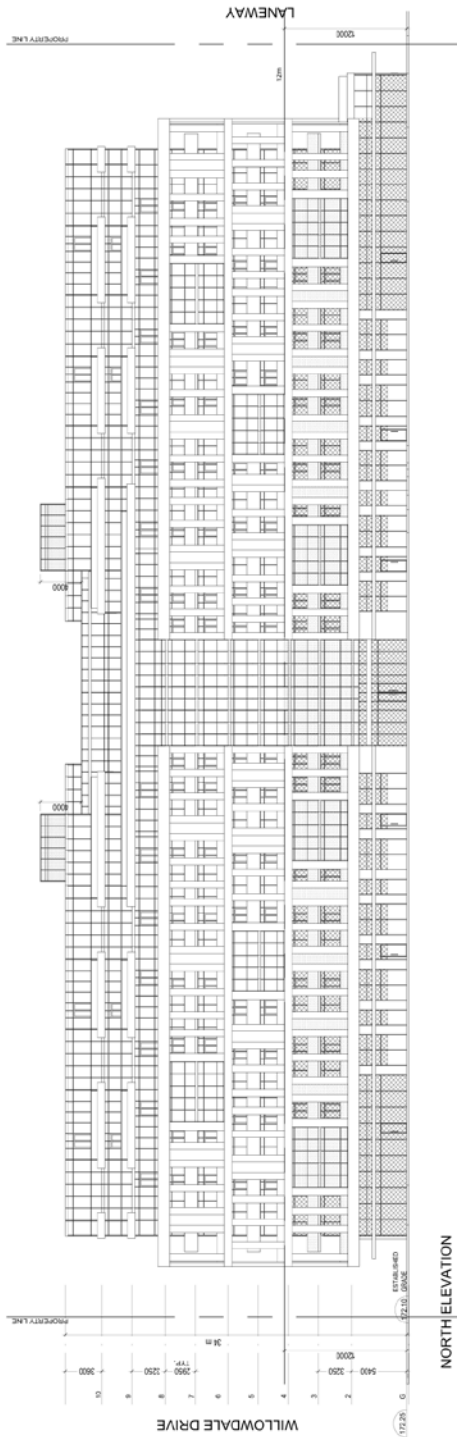 LANEWAY
PROPERTY LINE
12000
12m
4000
4000
PROPERTY LINE
34 m
3600
3250
2950
TYP.
12000
3250
5400
10
9
8
7
6
5
4
3
2
G
ESTABLISHED
172.10 GRADE
172.25
WILLOWDALE DRIVE
NORTH ELEVATION